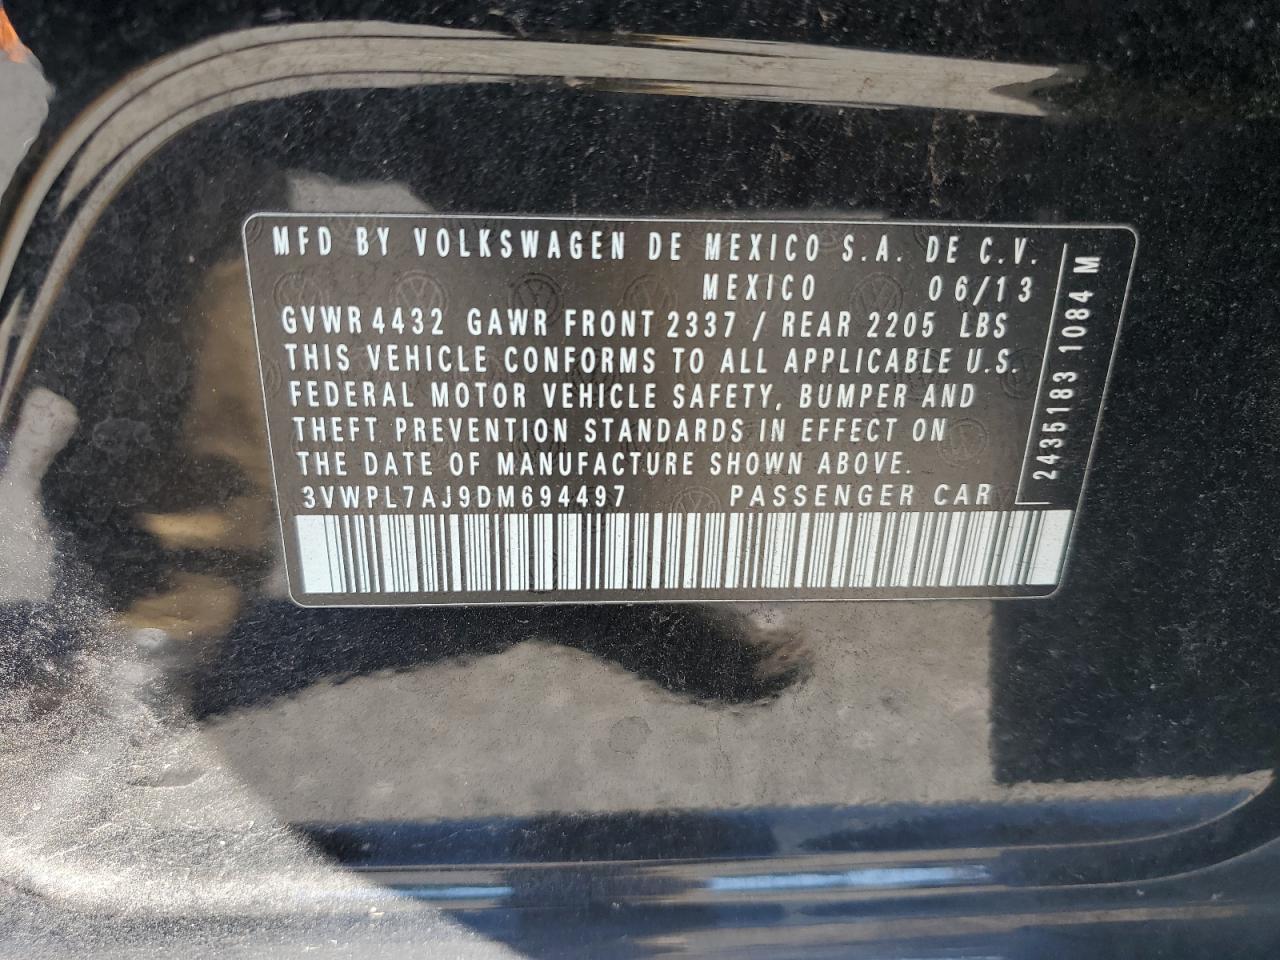 MFD BY VOLKSWAGEN DE MEXICO S.A. DE C.V.
MEXICO 06/13
GVWR 4432 GAWR FRONT 2337 / REAR 2205 LBS
THIS VEHICLE CONFORMS TO ALL APPLICABLE U.S.
FEDERAL MOTOR VEHICLE SAFETY, BUMPER AND
THEFT PREVENTION STANDARDS IN EFFECT ON
THE DATE OF MANUFACTURE SHOWN ABOVE.
3VWPL7AJ9DM694497 PASSENGER CAR
2435183 1084 M